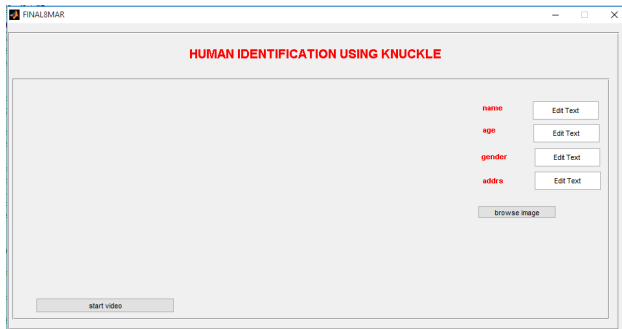 FINAL8MAR
HUMAN IDENTIFICATION USING KNUCKLE
name Edit Text
age Edit Text
gender Edit Text
addrs Edit Text
browse image
start video